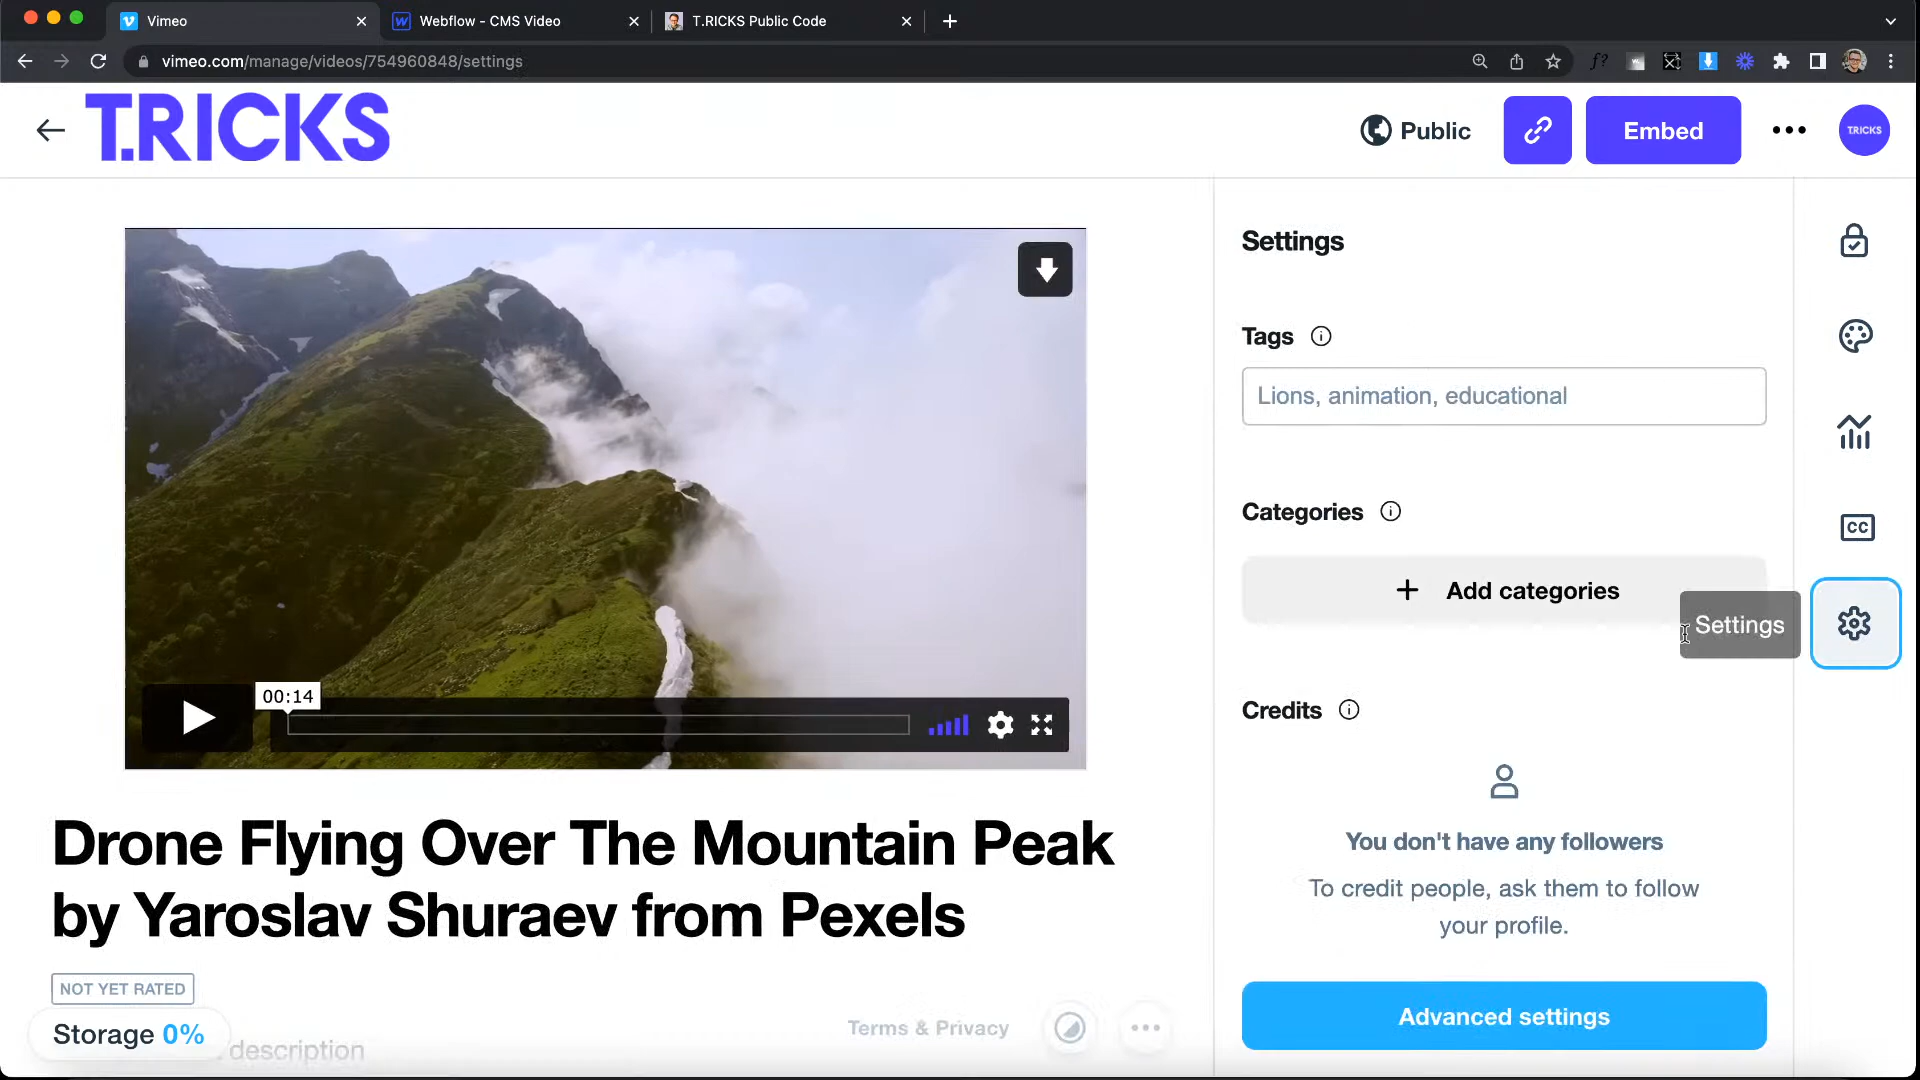 Vimeo
Webflow - CMS Video
T.RICKS Public Code
vimeo.com/manage/videos/754960848/settings
f?
T.RICKS
Public
Embed
TRICKS
Settings
Tags
Lions, animation, educational
Categories
Add categories
CC
Settings
00:14
Credits
You don't have any followers
To credit people, ask them to follow
your profile.
Drone Flying Over The Mountain Peak
by Yaroslav Shuraev from Pexels
NOT YET RATED
Storage 0%
description
Terms & Privacy
Advanced settings